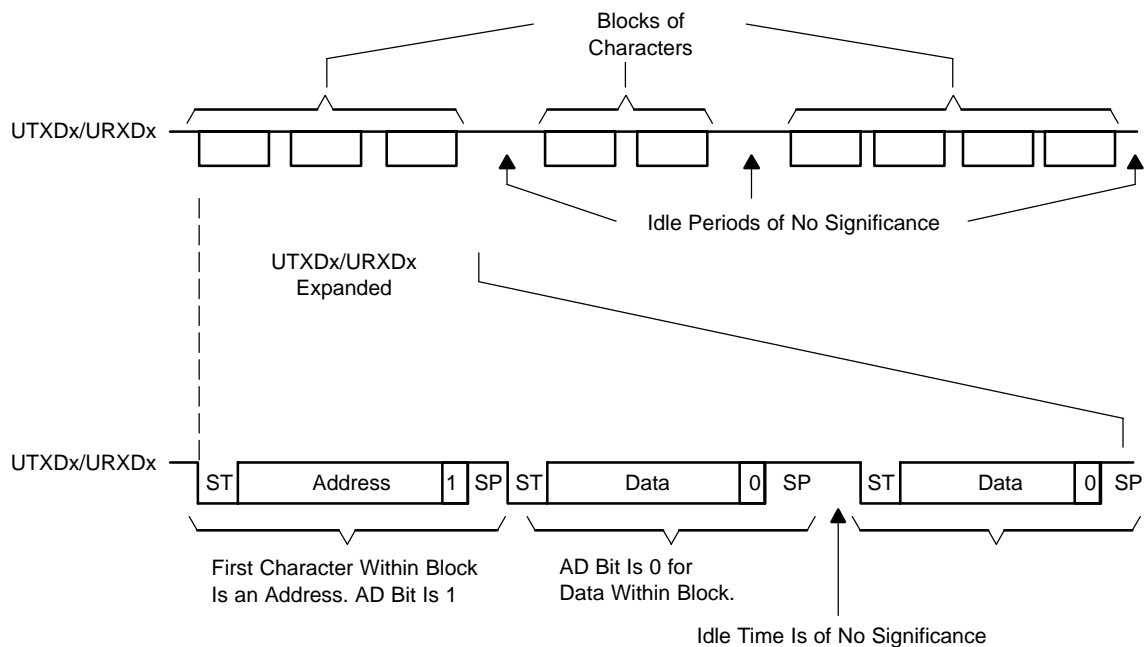 Blocks of
Characters
UTXDx/URXDx
Idle Periods of No Significance
UTXDx/URXDx
Expanded
UTXDx/URXDx
ST Address 1 SP ST Data 0 SP ST Data 0 SP
First Character Within Block
Is an Address. AD Bit Is 1
AD Bit Is 0 for
Data Within Block.
Idle Time Is of No Significance